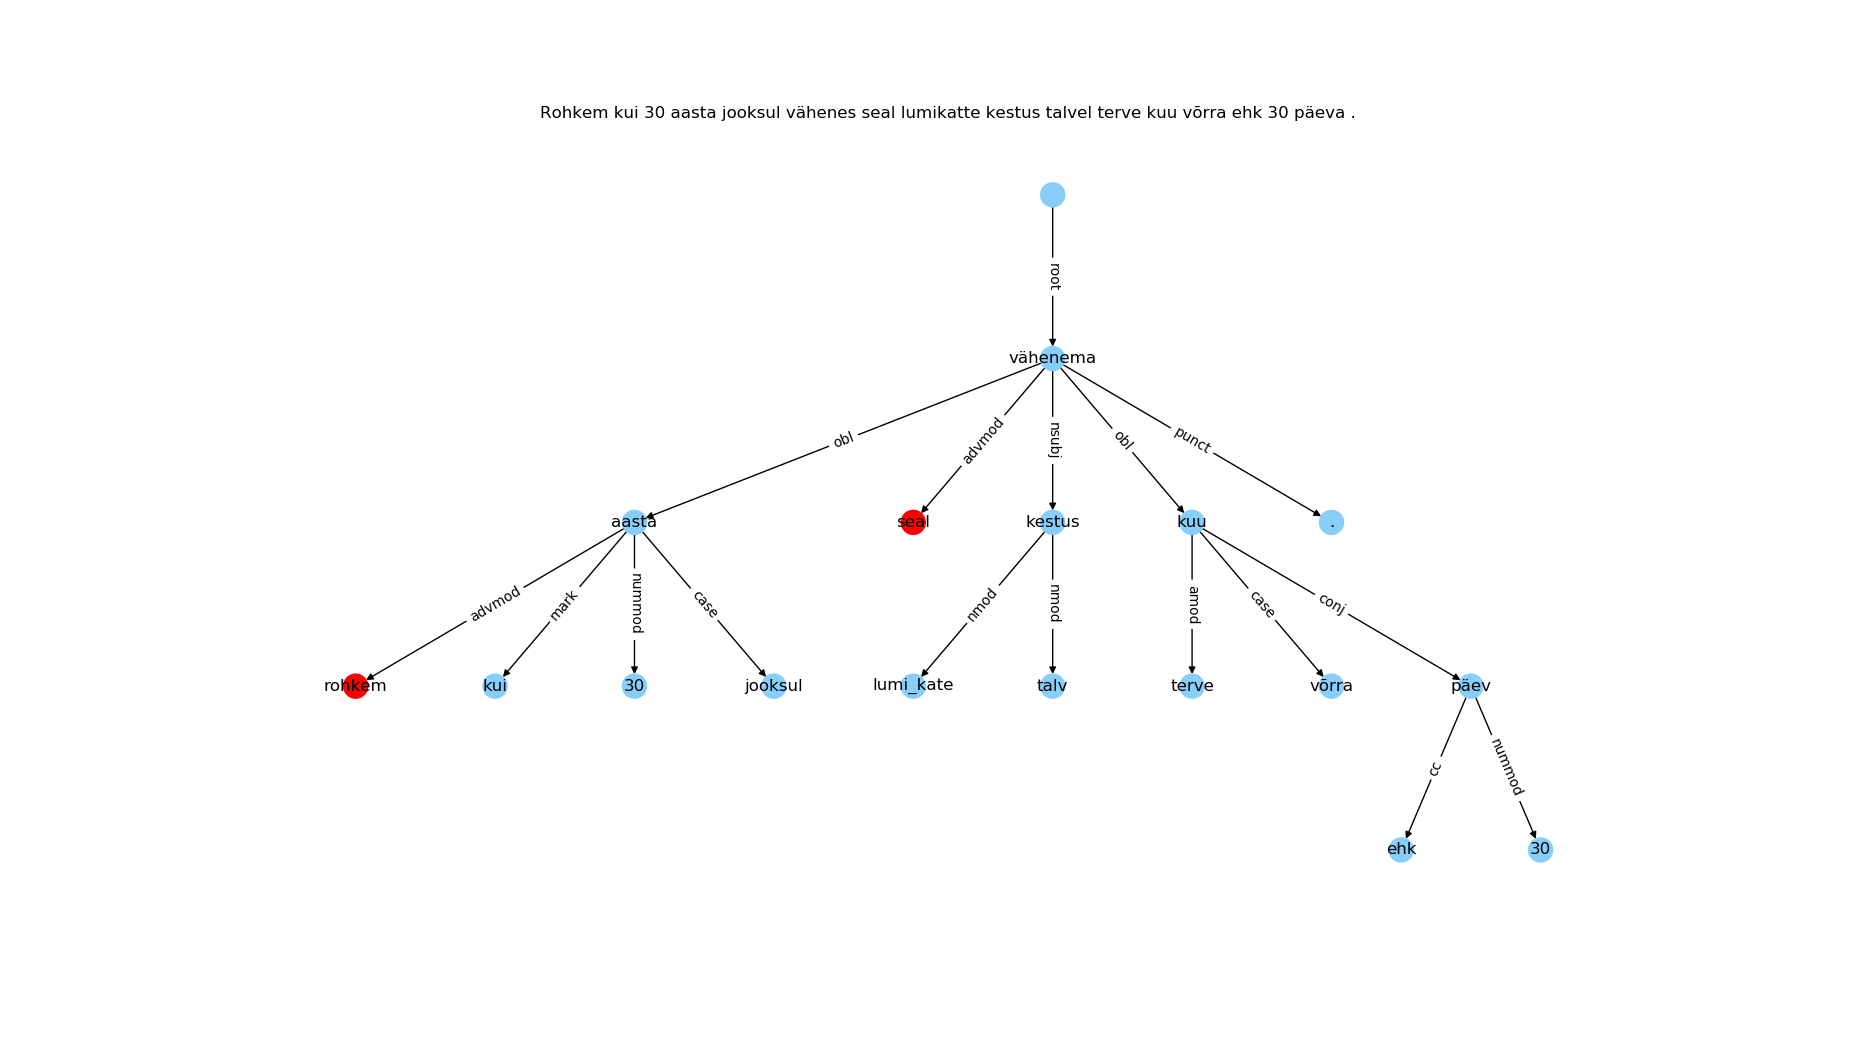 Rohkem kui 30 aasta jooksul vähenes seal lumikatte kestus talvel terve kuu võrra ehk 30 päeva .
root
vähenema
obl advmod nsubj obl punct
aasta seal kestus kuu .
advmod mark nummod case nmod nmod amod case conj
rohkem kui 30 jooksul lumi_kate talv terve võrra päev
cc nummod
ehk 30